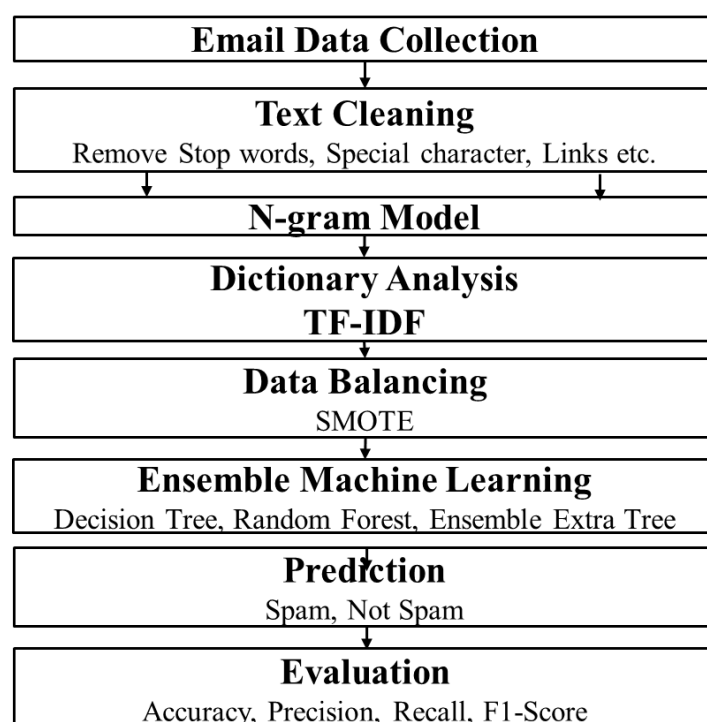 Email Data Collection
Text Cleaning
Remove Stop words, Special character, Links etc.
N-gram Model
Dictionary Analysis
TF-IDF
Data Balancing
SMOTE
Ensemble Machine Learning
Decision Tree, Random Forest, Ensemble Extra Tree
Prediction
Spam, Not Spam
Evaluation
Accuracy, Precision, Recall, F1-Score